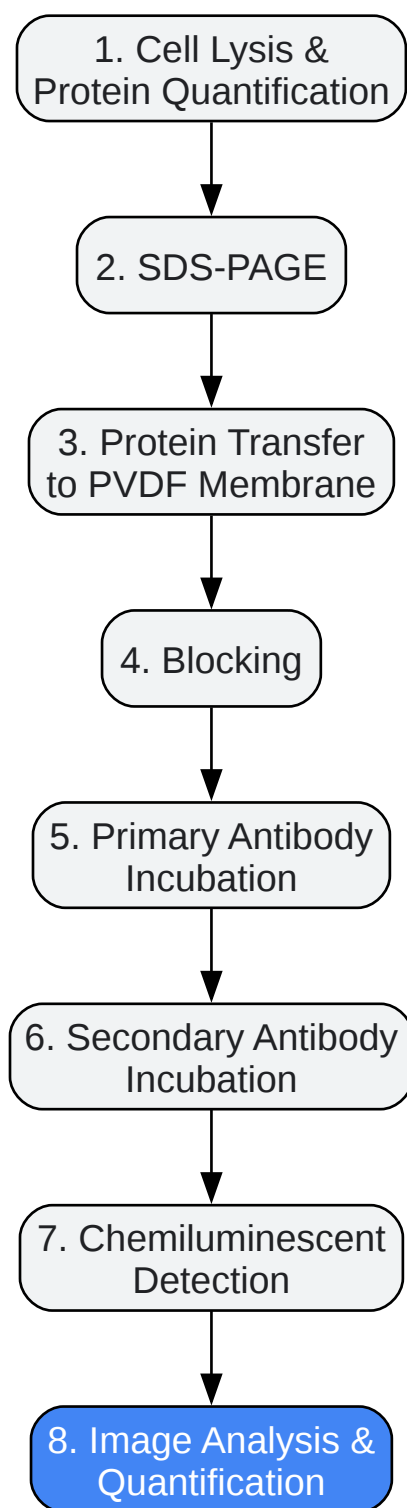 1. Cell Lysis &
Protein Quantification
2. SDS-PAGE
3. Protein Transfer
to PVDF Membrane
4. Blocking
5. Primary Antibody
Incubation
6. Secondary Antibody
Incubation
7. Chemiluminescent
Detection
8. Image Analysis &
Quantification